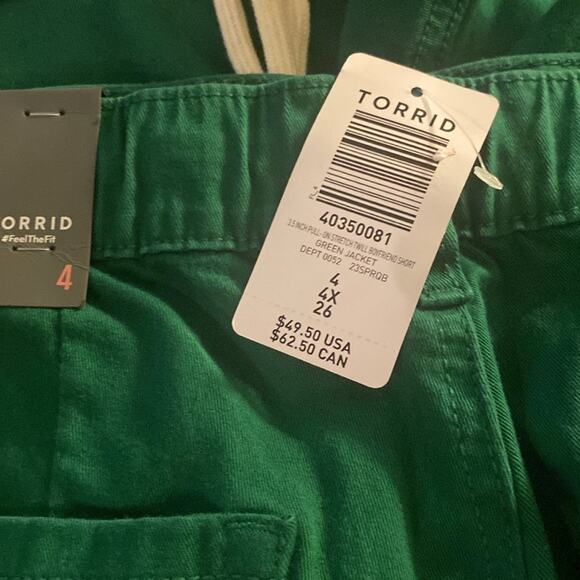 ORRID
#FeelTheFit
4
TORRID
40350081
3.5 INCH PULL-ON STRETCH TWILL BOYFRIEND SHORT
GREEN JACKET
DEPT 0052 23SPRQB
4
4X
26
$49.50 USA
$62.50 CAN